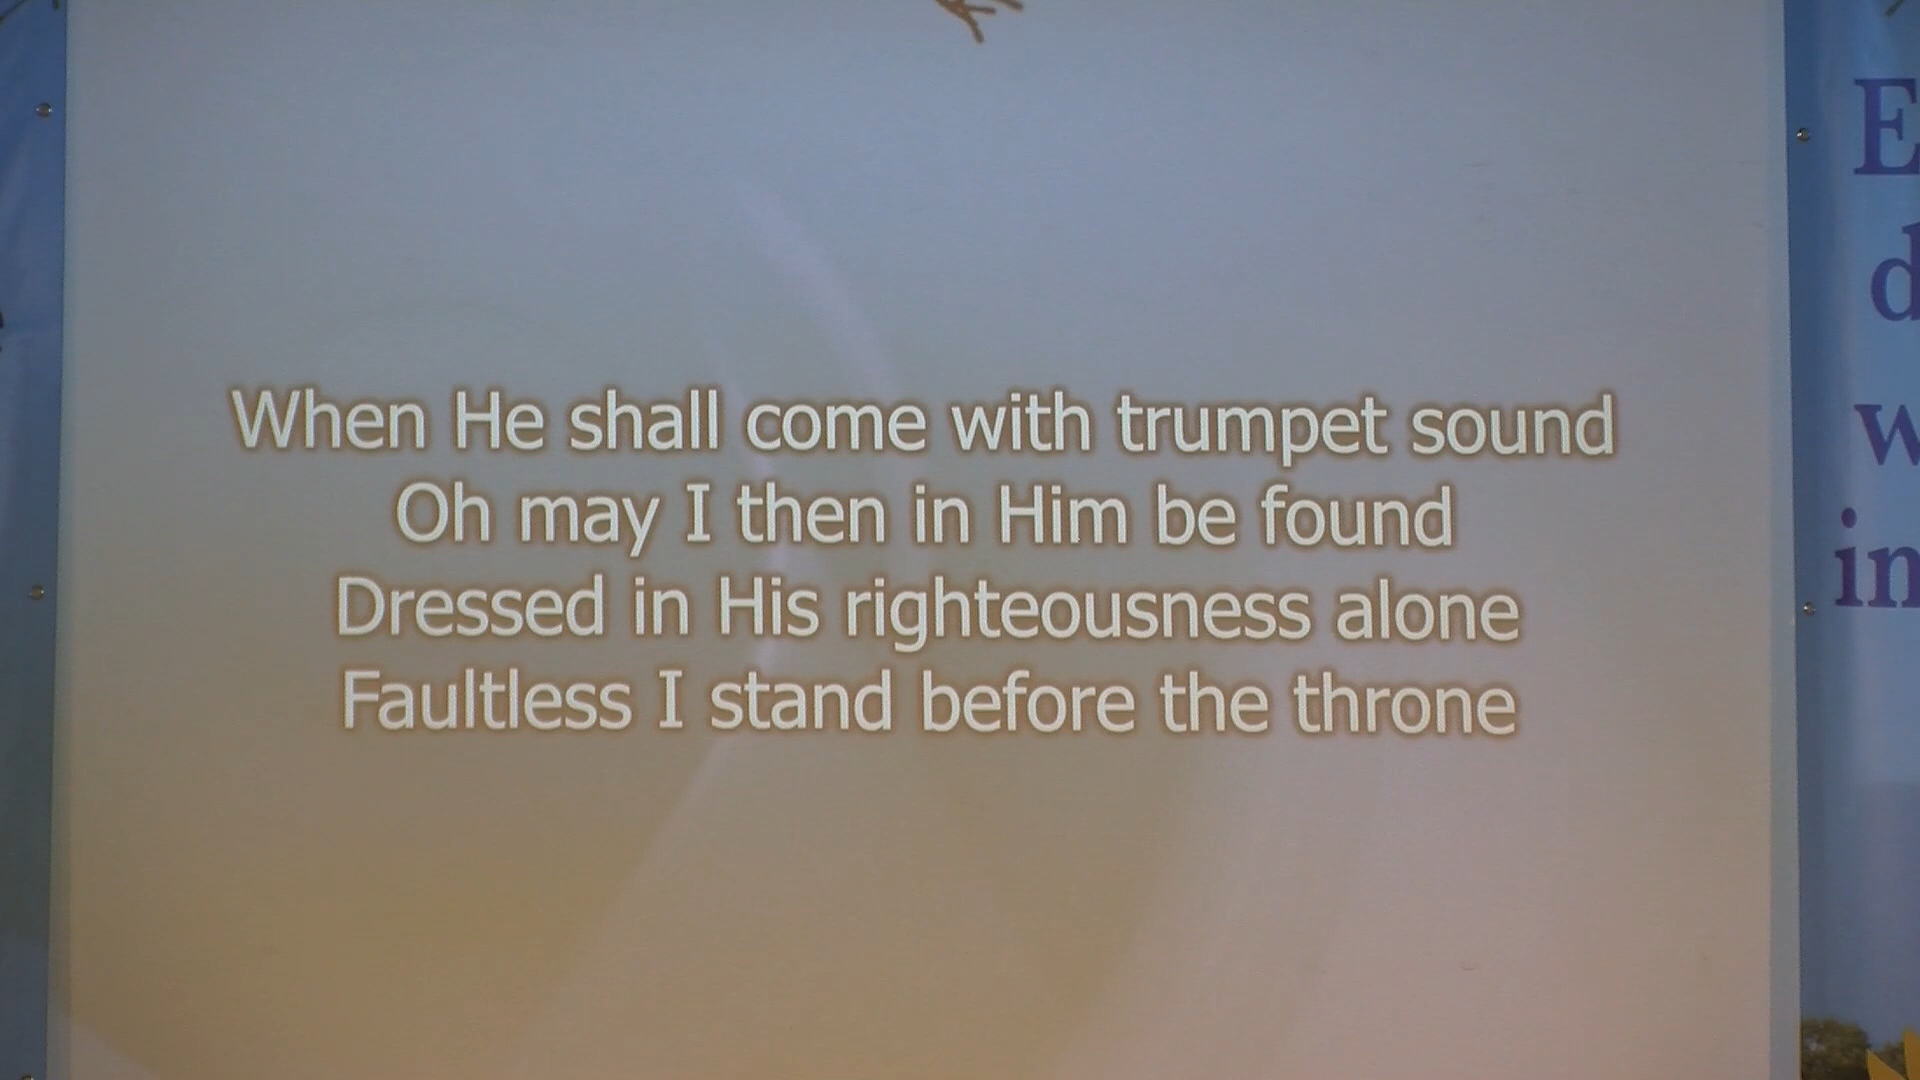 When He shall come with trumpet sound
Oh may I then in Him be found
Dressed in His righteousness alone
Faultless I stand before the throne